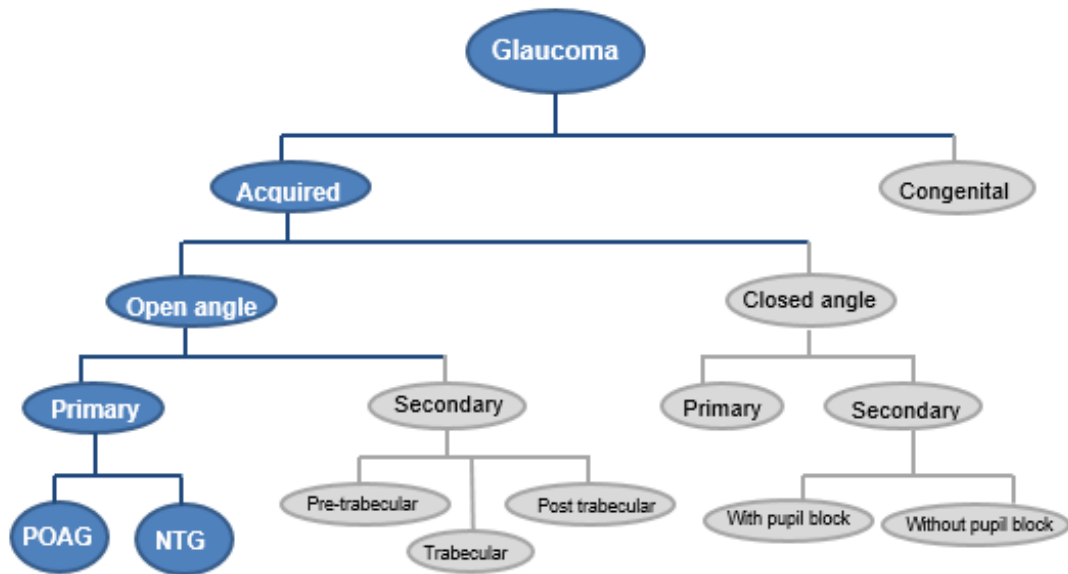 Glaucoma
Acquired
Congenital
Open angle
Closed angle
Primary
Secondary
Primary
Secondary
Pre-trabecular
Post trabecular
Trabecular
With pupil block
Without pupil block
POAG
NTG